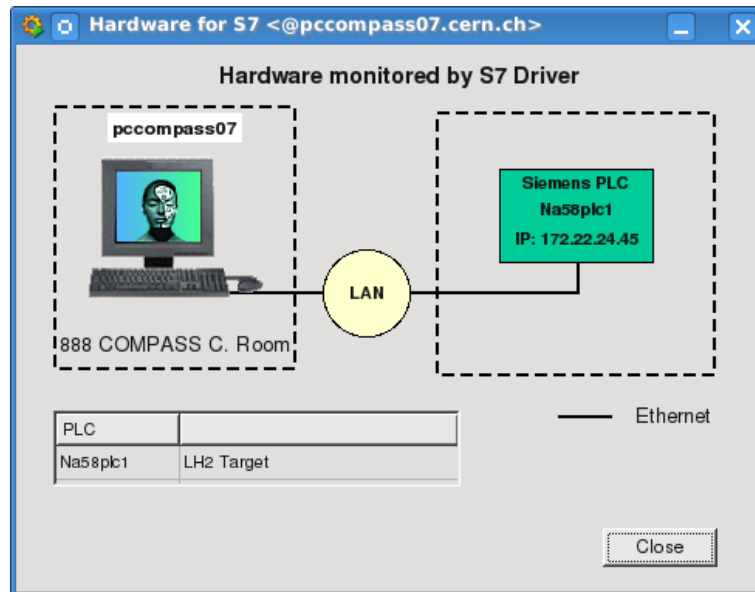 Hardware for S7 <@pccompass07.cern.ch>
Hardware monitored by S7 Driver
pccompass07
Siemens PLC
Na58plc1
IP: 172.22.24.45
LAN
888 COMPASS C. Room
Ethernet
PLC
Na58plc1 LH2 Target
Close